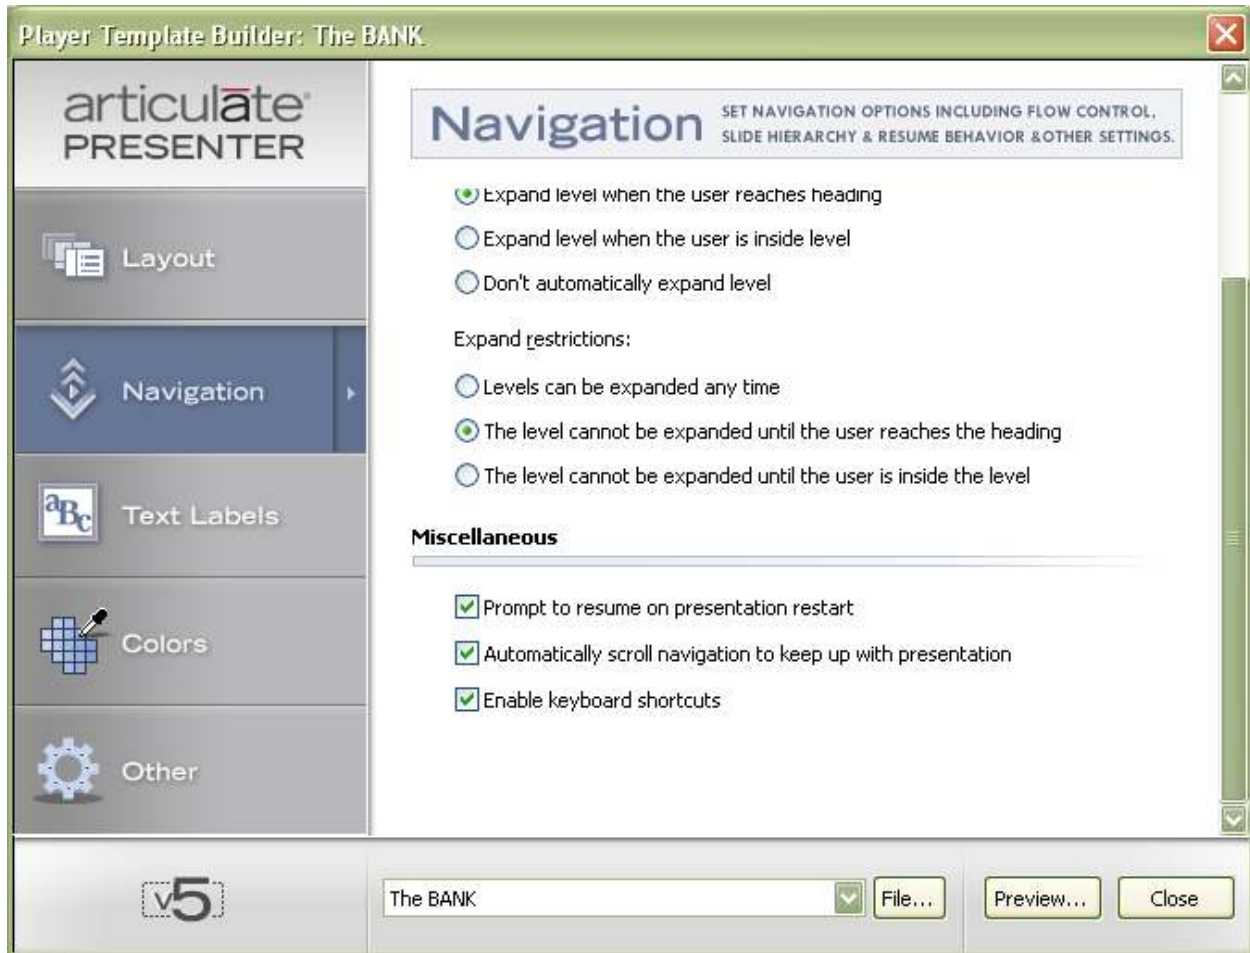 Player Template Builder: The BANK
articulāte®
PRESENTER
Layout
Navigation
Text Labels
aBc
Colors
Other
Navigation
SET NAVIGATION OPTIONS INCLUDING FLOW CONTROL,
SLIDE HIERARCHY & RESUME BEHAVIOR &OTHER SETTINGS.
Expand level when the user reaches heading
Expand level when the user is inside level
Don't automatically expand level
Expand restrictions:
Levels can be expanded any time
The level cannot be expanded until the user reaches the heading
The level cannot be expanded until the user is inside the level
Miscellaneous
Prompt to resume on presentation restart
Automatically scroll navigation to keep up with presentation
Enable keyboard shortcuts
v5
The BANK
File...
Preview...
Close